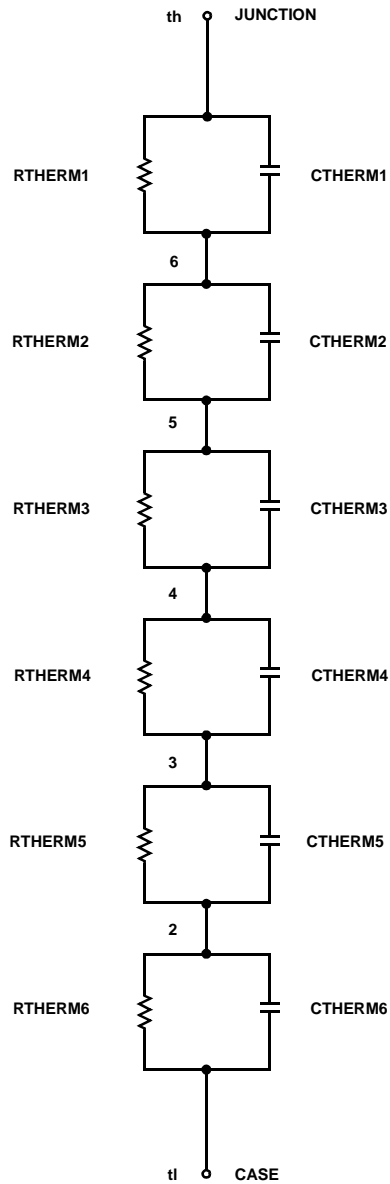 th JUNCTION
RTHERM1 CTHERM1
6
RTHERM2 CTHERM2
5
RTHERM3 CTHERM3
4
RTHERM4 CTHERM4
3
RTHERM5 CTHERM5
2
RTHERM6 CTHERM6
tl CASE